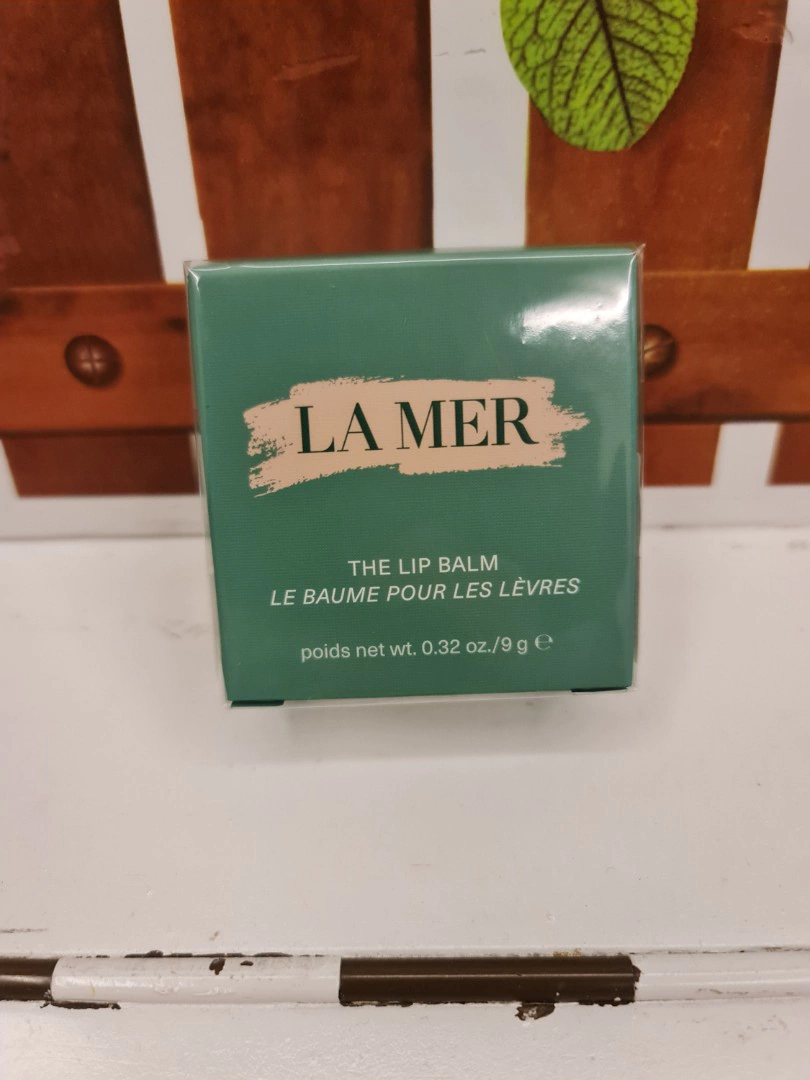 LA MER
THE LIP BALM
LE BAUME POUR LES LÈVRES
poids net wt. 0.32 oz./9 g ℮